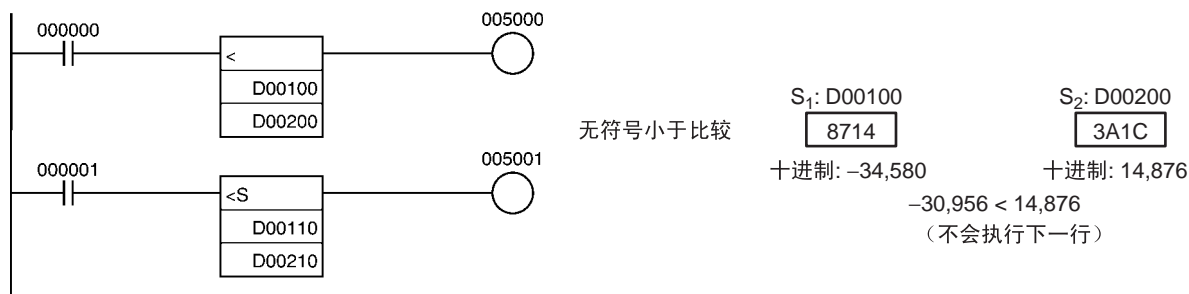 000000
005000
<
D00100
D00200
000001
005001
<S
D00110
D00210
无符号小于比较
S₁: D00100
8714
十进制: –34,580
S₂: D00200
3A1C
十进制: 14,876
–30,956 < 14,876
（不会执行下一行）